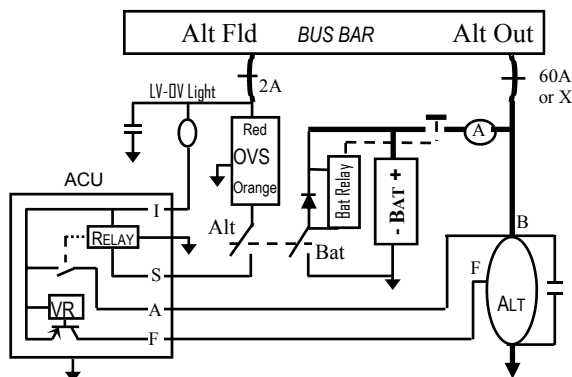 Alt Fld BUS BAR Alt Out
2A
60A
or X
LV-OV Light
Red
OVS
Orange
Bat Relay
- BAT +
A
ACU
I
RELAY
Alt
Bat
B
S
F
A
ALT
VR
F